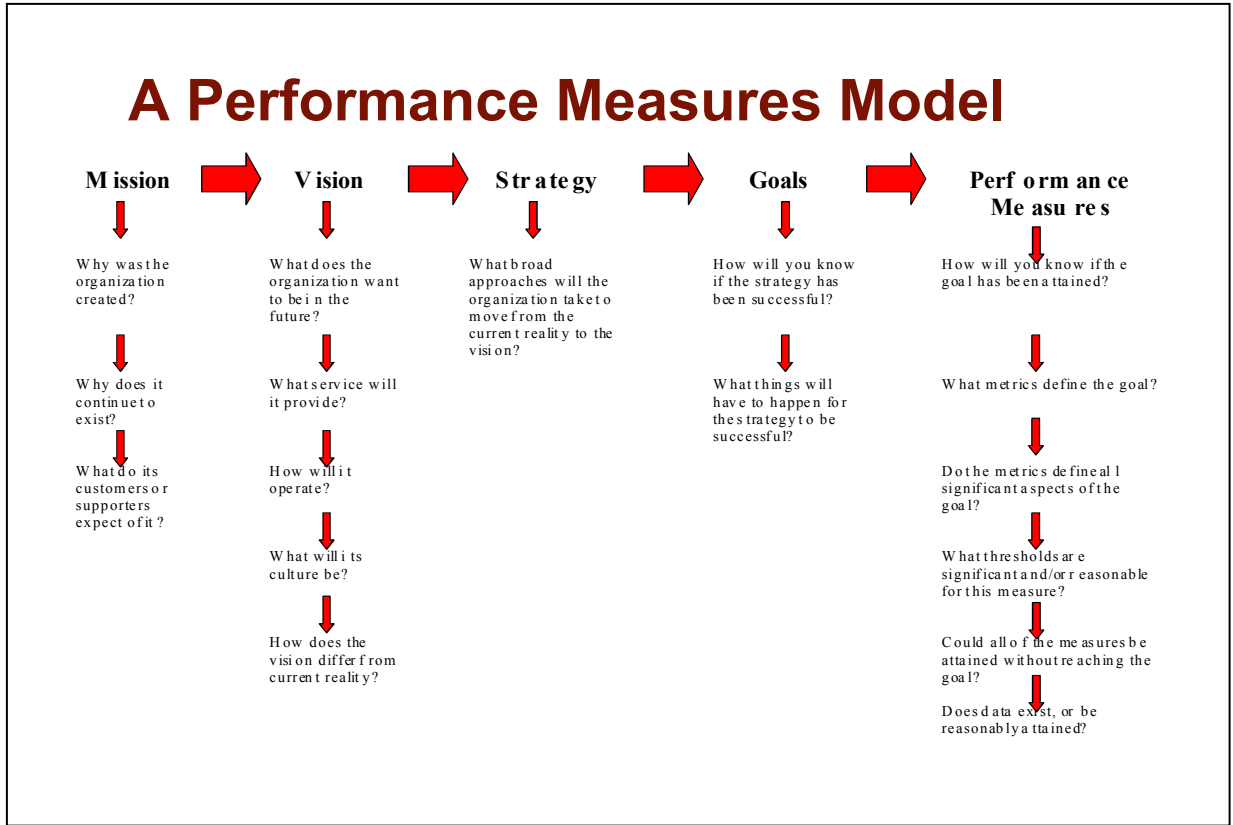 A Performance Measures Model
Mission
Vision
Strategy
Goals
Performance
Measures
Why was the
organization
created?
Why does it
continue to
exist?
What do its
customers or
supporters
expect of it?
What does the
organization want
to be in the
future?
What service will
it provide?
How will it
operate?
What will its
culture be?
How does the
vision differ from
current reality?
What broad
approaches will the
organization take to
move from the
current reality to the
vision?
How will you know
if the strategy has
been successful?
What things will
have to happen for
the strategy to be
successful?
How will you know if the
goal has been attained?
What metrics define the goal?
Do the metrics define all
significant aspects of the
goal?
What thresholds are
significant and/or reasonable
for this measure?
Could all of the measures be
attained without reaching the
goal?
Does data exist, or be
reasonably attained?